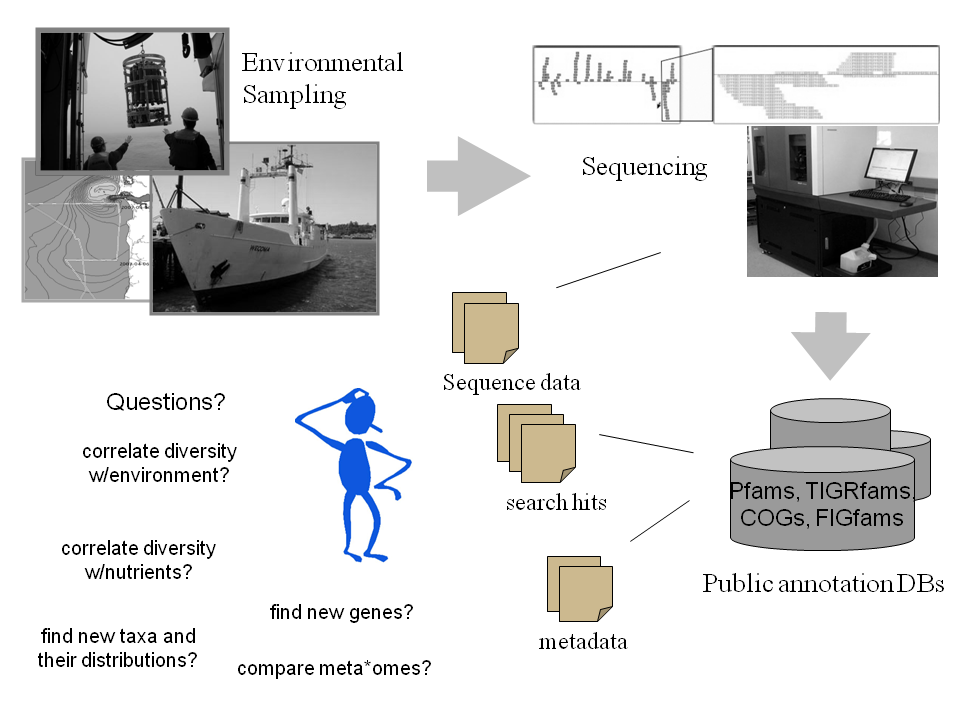 Environmental
Sampling
Sequencing
WECOMA
Sequence data
Questions?
correlate diversity
w/environment?
search hits
Pfams, TIGRfams,
COGs, FIGfams
correlate diversity
w/nutrients?
Public annotation DBs
find new genes?
find new taxa and
their distributions?
metadata
compare meta*omes?